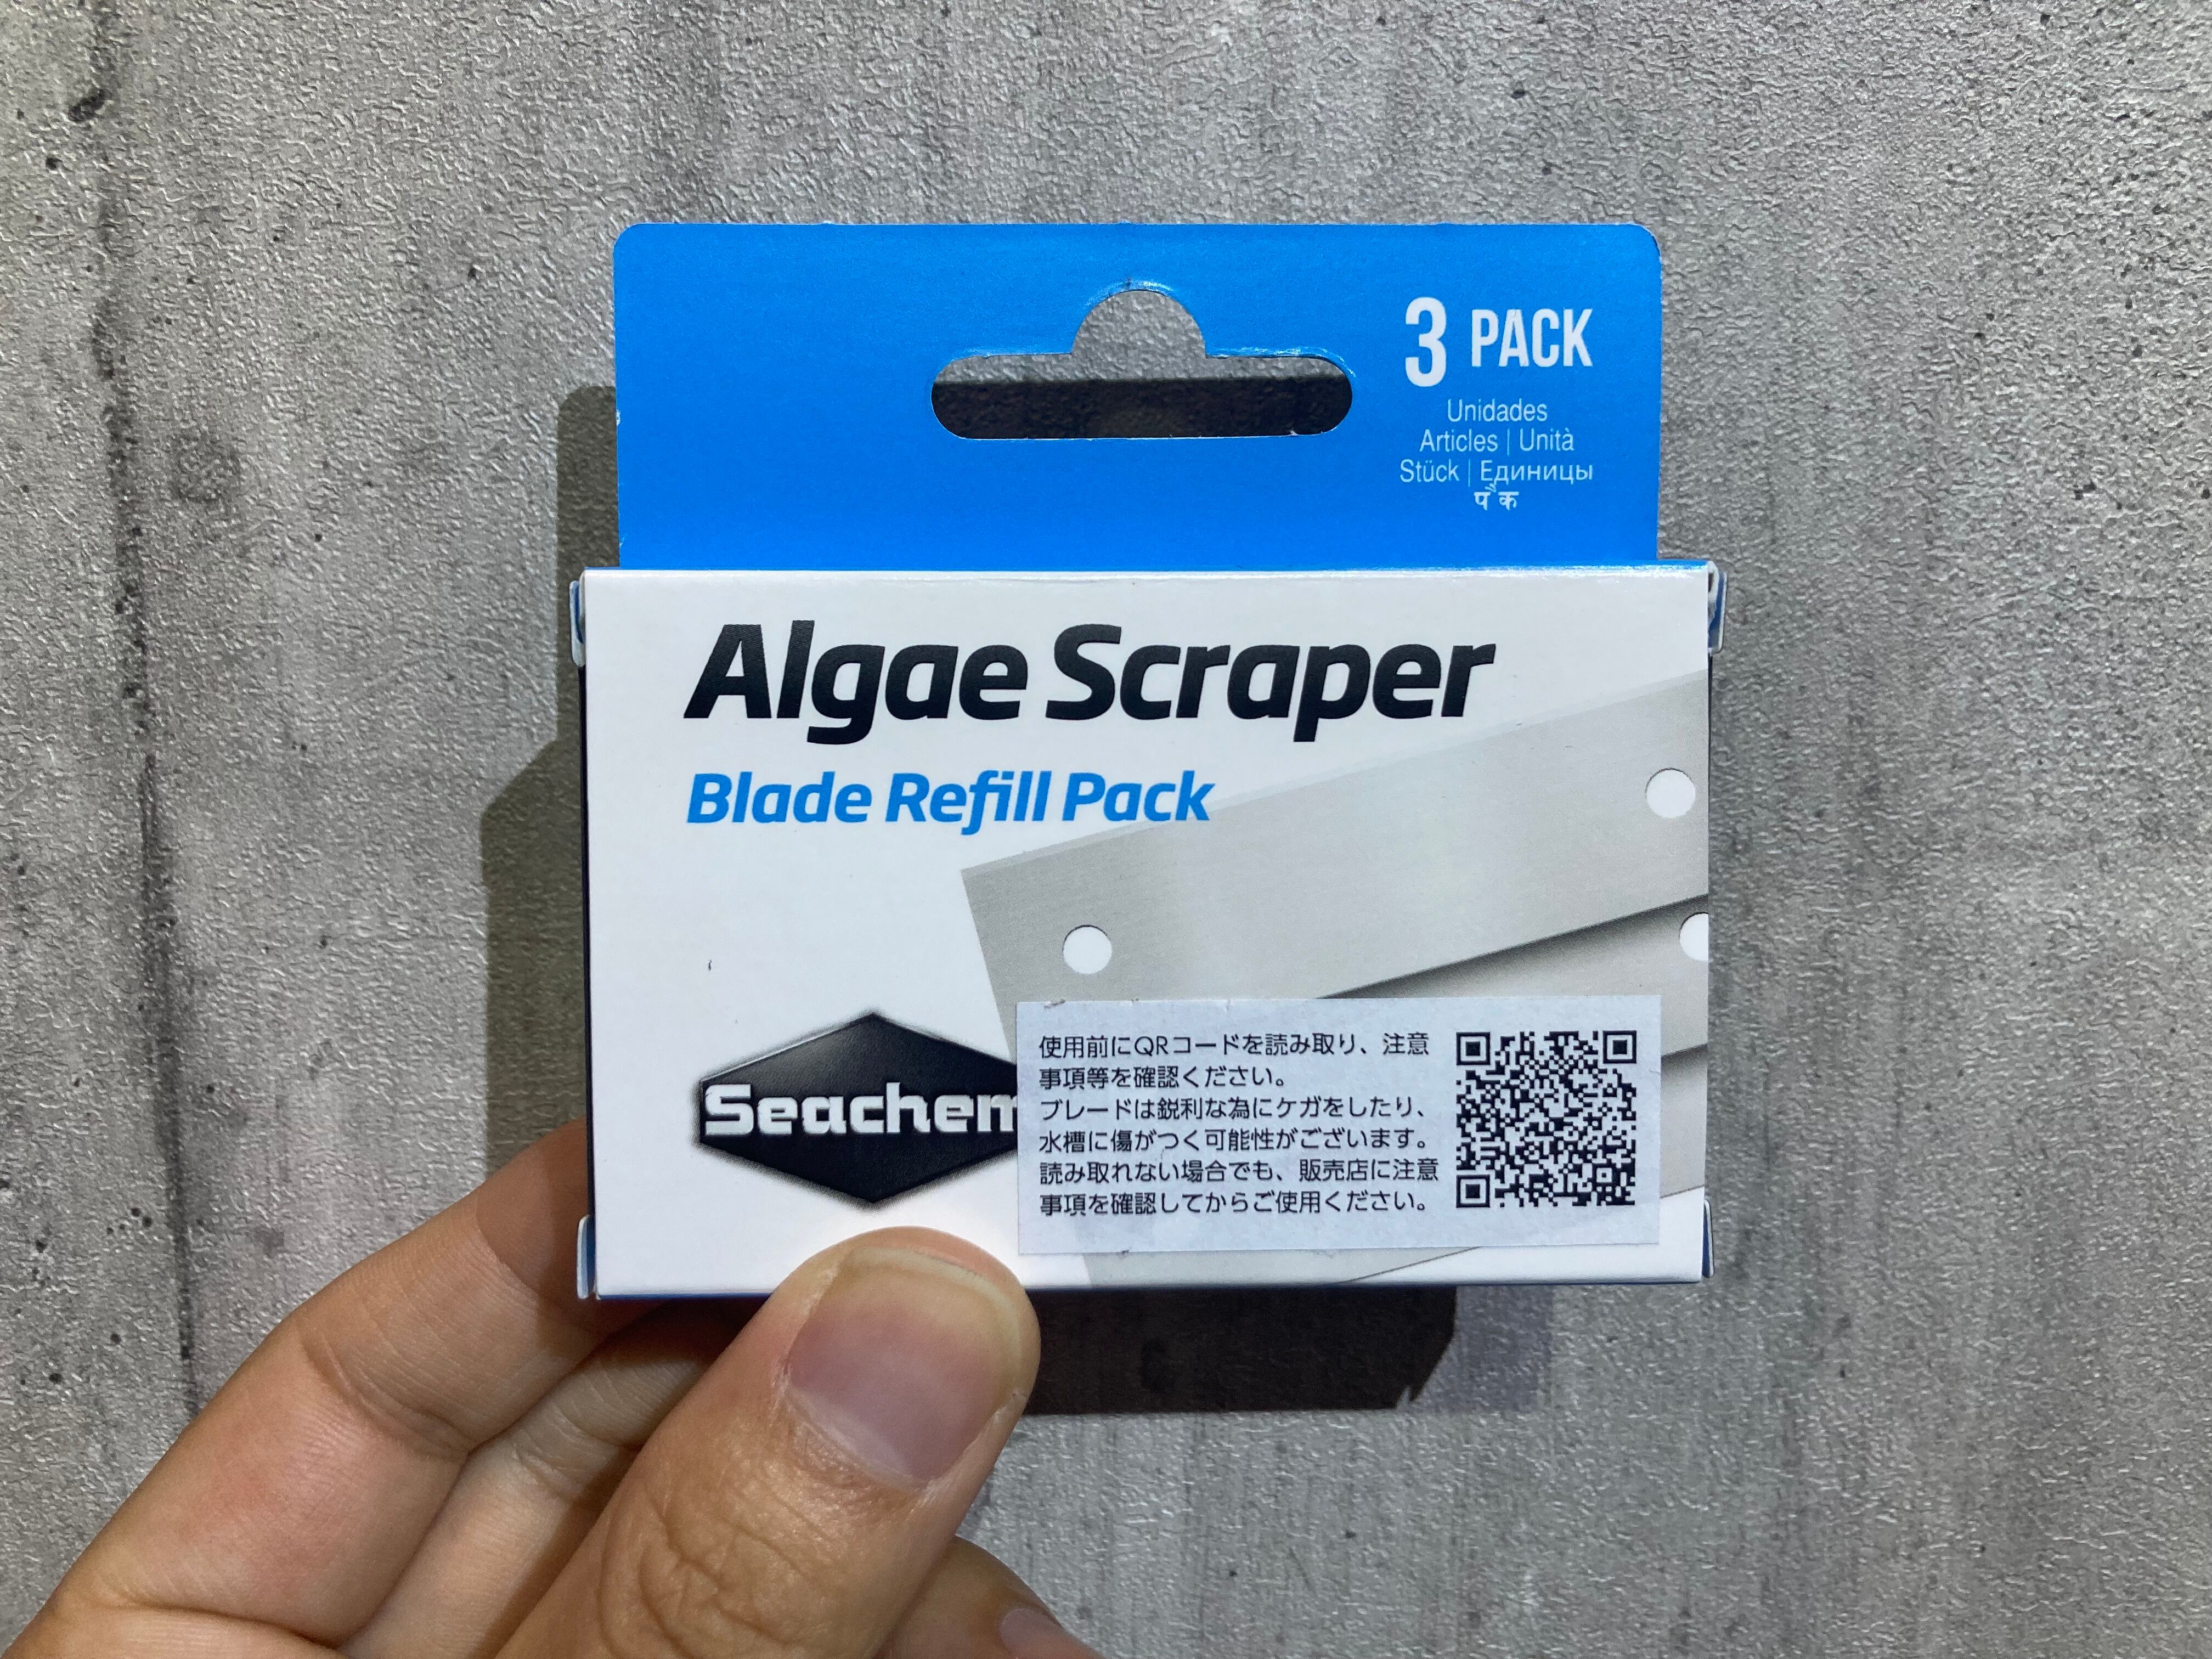 3 PACK
Unidades
Articles | Unità
Stück | Единицы
पैक
Algae Scraper
Blade Refill Pack
Seachem
使用前にQRコードを読み取り、注意
事項等を確認ください。
ブレードは鋭利な為にケガをしたり、
水槽に傷がつく可能性がございます。
読み取れない場合でも、販売店に注意
事項を確認してからご使用ください。